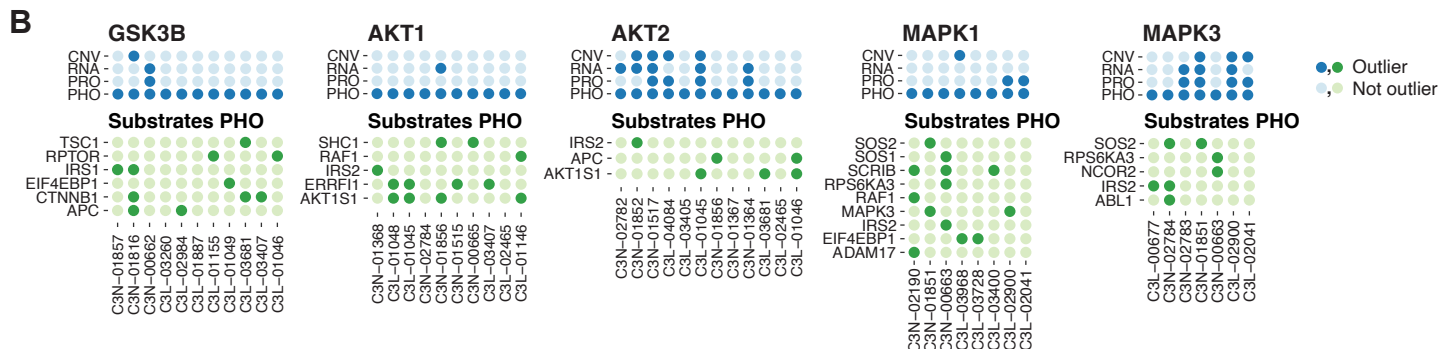 B
GSK3B
CNV
RNA
PRO
PHO
Substrates PHO
TSC1
RPTOR
IRS1
EIF4EBP1
CTNNB1
APC
C3N−01857
C3N−01816
C3N−00662
C3L−03260
C3L−02984
C3L−01887
C3L−01155
C3L−01049
C3L−03681
C3L−03407
C3L−01046
AKT1
CNV
RNA
PRO
PHO
Substrates PHO
SHC1
RAF1
IRS2
ERRFI1
AKT1S1
C3N−01368
C3L−01048
C3L−01045
C3N−02784
C3N−01856
C3N−01515
C3N−00665
C3L−03407
C3L−02465
C3L−01146
AKT2
CNV
RNA
PRO
PHO
Substrates PHO
IRS2
APC
AKT1S1
C3N−02782
C3N−01852
C3N−01517
C3L−04084
C3L−03405
C3L−01045
C3N−01856
C3N−01367
C3N−01364
C3L−03681
C3L−02465
C3L−01046
MAPK1
CNV
RNA
PRO
PHO
Substrates PHO
SOS2
SOS1
SCRIB
RPS6KA3
RAF1
MAPK3
IRS2
EIF4EBP1
ADAM17
C3N−02190
C3N−01851
C3N−00663
C3L−03968
C3L−03728
C3L−03400
C3L−02900
C3L−02041
MAPK3
CNV
RNA
PRO
PHO
Substrates PHO
SOS2
RPS6KA3
NCOR2
IRS2
ABL1
C3L−00677
C3N−02784
C3N−02783
C3N−01851
C3N−00663
C3L−02900
C3L−02041
, Outlier
, Not outlier